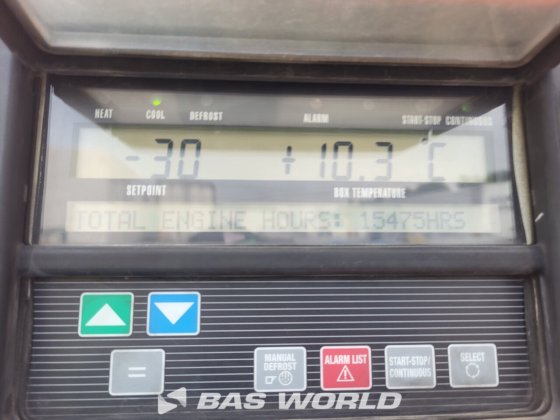 HEAT COOL DEFROST ALARM START-STOP CONTINUOUS
-30 +10.3 °C
SETPOINT BOX TEMPERATURE
TOTAL ENGINE HOURS: 15475HRS
=
MANUAL DEFROST
ALARM LIST
START-STOP/ CONTINUOUS
SELECT
BAS WORLD